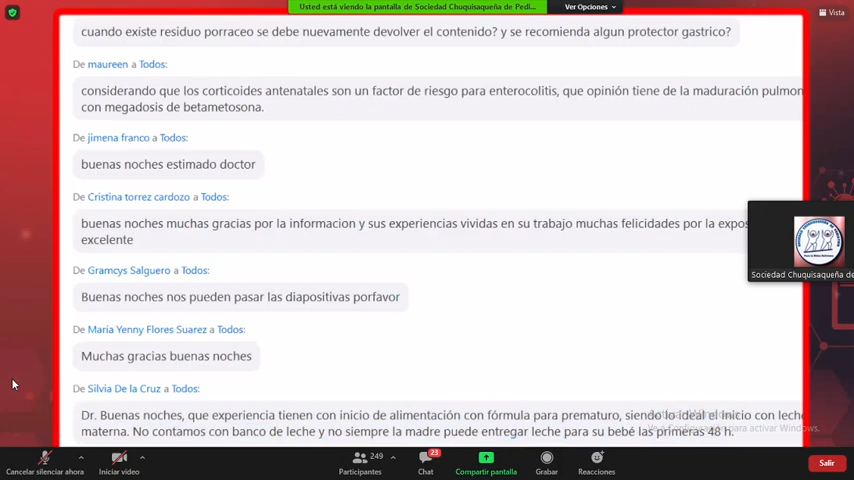 Usted está viendo la pantalla de Sociedad Chuquisaqueña de Pedi...
Ver Opciones
Vista
cuando existe residuo porraceo se debe nuevamente devolver el contenido? y se recomienda algun protector gastrico?
De maureen a Todos:
considerando que los corticoides antenatales son un factor de riesgo para enterocolitis, que opinión tiene de la maduración pulmon
con megadosis de betametosona.
De jimena franco a Todos:
buenas noches estimado doctor
De Cristina torrez cardozo a Todos:
buenas noches muchas gracias por la informacion y sus experiencias vividas en su trabajo muchas felicidades por la expos
excelente
Sociedad Chuquisaqueña de
De Gramcys Salguero a Todos:
Buenas noches nos pueden pasar las diapositivas porfavor
De Maria Yenny Flores Suarez a Todos:
Muchas gracias buenas noches
De Silvia De la Cruz a Todos:
Dr. Buenas noches, que experiencia tienen con inicio de alimentación con fórmula para prematuro, siendo lo ideal el inicio con leche
materna. No contamos con banco de leche y no siempre la madre puede entregar leche para su bebé las primeras 48 h.
Ve a Configuración para activar Windows.
249
23
Cancelar silenciar ahora
Iniciar video
Participantes
Chat
Compartir pantalla
Grabar
Reacciones
Salir